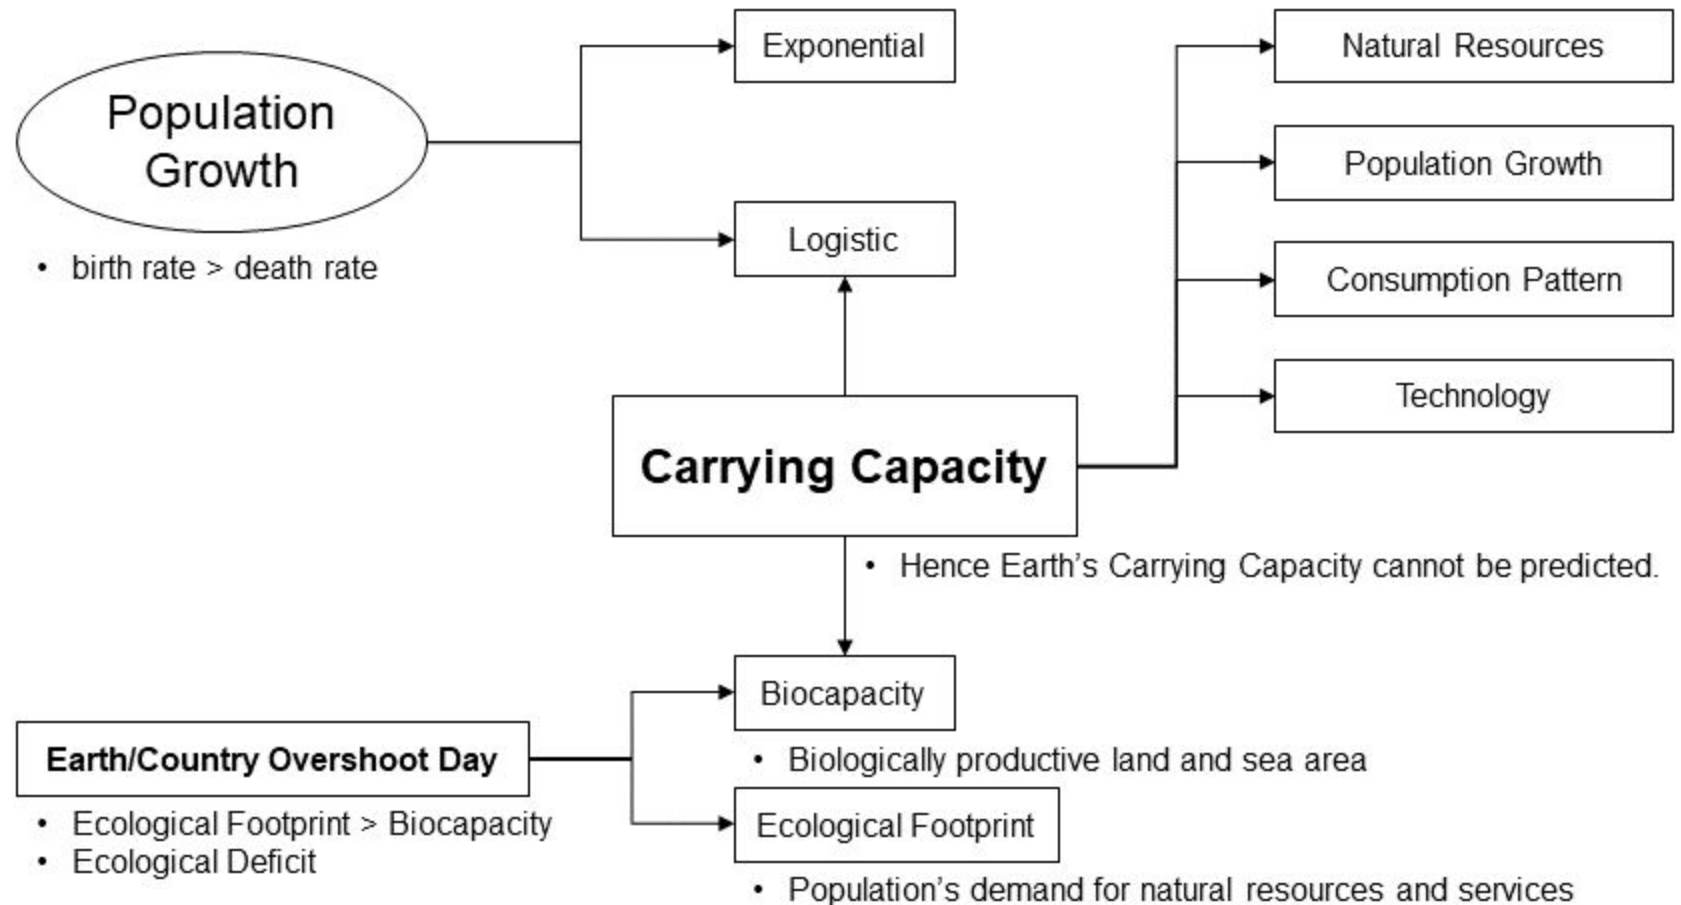 Population
Growth
• birth rate > death rate
Exponential
Logistic
Natural Resources
Population Growth
Consumption Pattern
Technology
Carrying Capacity
• Hence Earth's Carrying Capacity cannot be predicted.
Biocapacity
• Biologically productive land and sea area
Earth/Country Overshoot Day
• Ecological Footprint > Biocapacity
• Ecological Deficit
Ecological Footprint
• Population's demand for natural resources and services